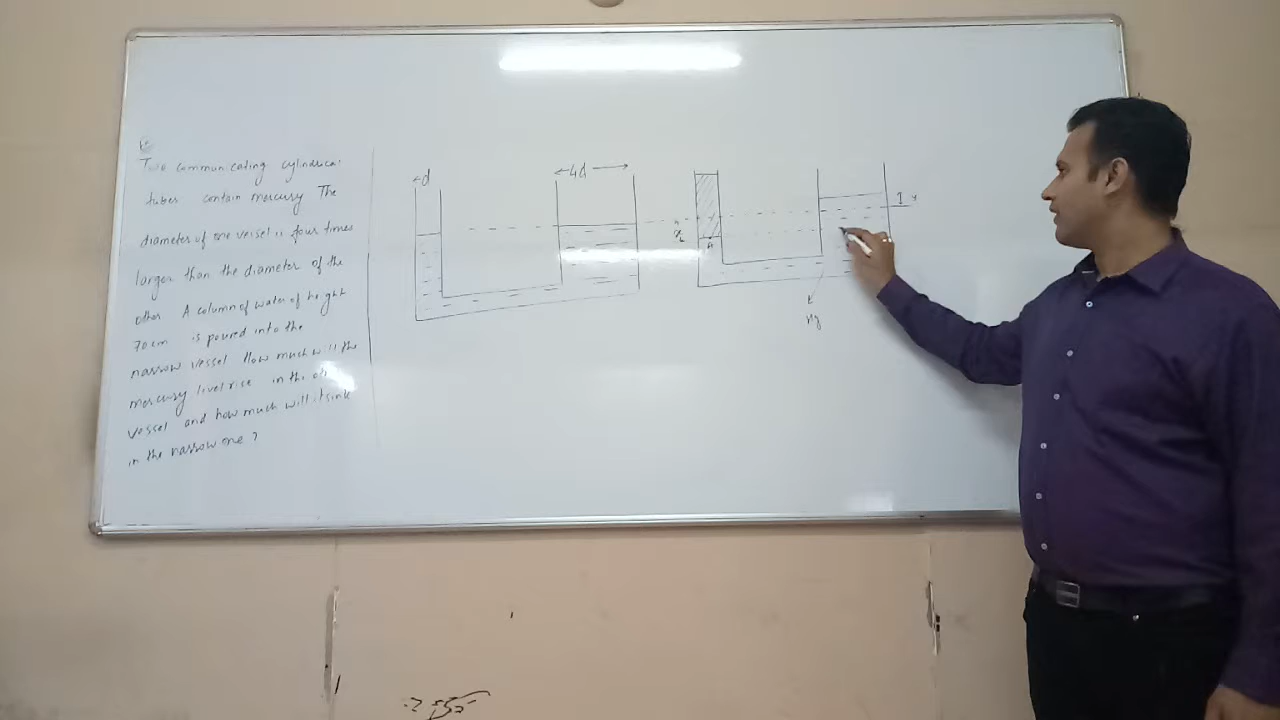 Two communicating cylindrical
tubes contain mercury The
diameter of one vessel is four times
larger than the diameter of the
other A column of water of height
70cm is poured into the
narrow vessel How much will the
mercury level rise in the
vessel and how much will it sink
in the narrow one ?
d
4d
x
A
y
Hg